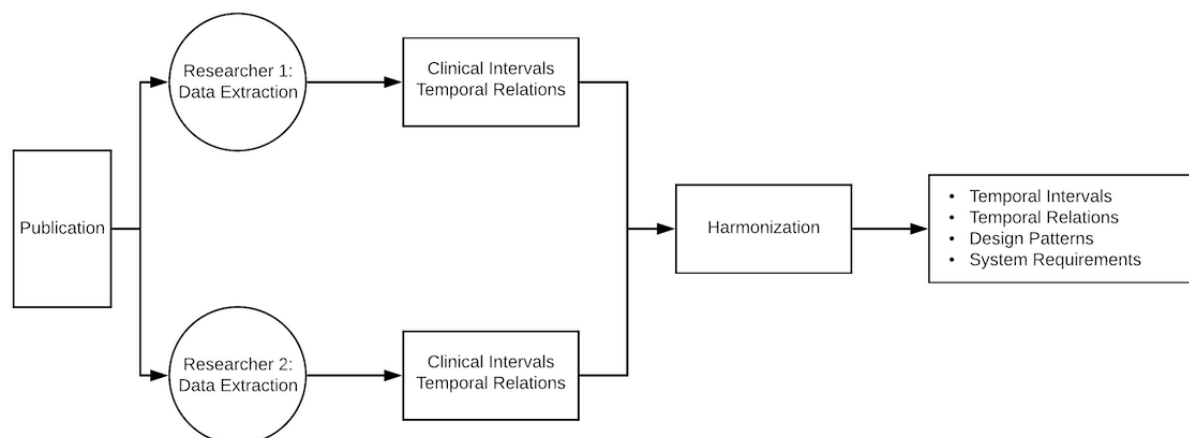 Publication
Researcher 1:
Data Extraction
Clinical Intervals
Temporal Relations
Researcher 2:
Data Extraction
Clinical Intervals
Temporal Relations
Harmonization
• Temporal Intervals
• Temporal Relations
• Design Patterns
• System Requirements